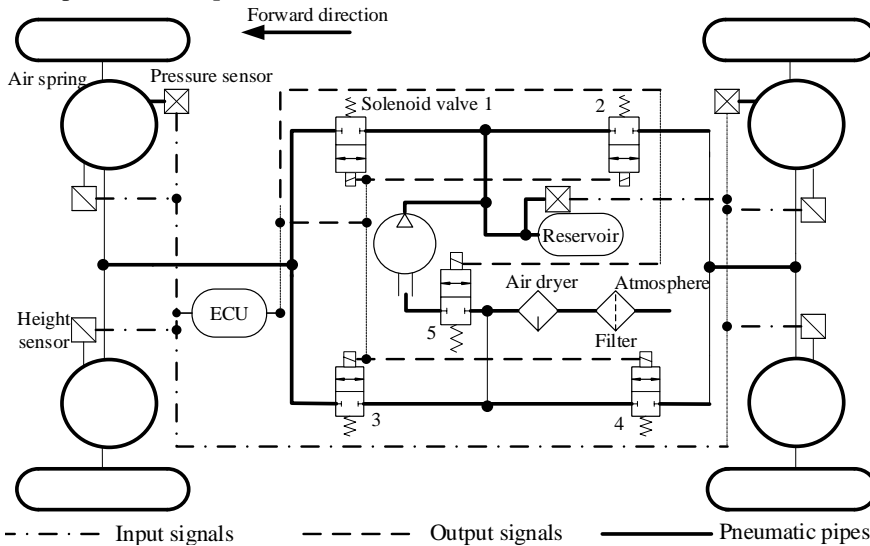 Forward direction
Air spring
Pressure sensor
Solenoid valve 1
2
Reservoir
Air dryer
Atmosphere
Height
sensor
ECU
5
Filter
3
4
Input signals
Output signals
Pneumatic pipes